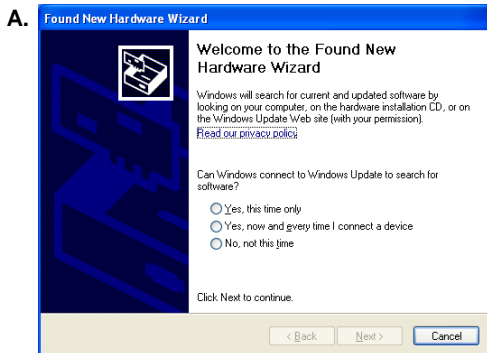 A.
Found New Hardware Wizard
Welcome to the Found New
Hardware Wizard
Windows will search for current and updated software by
looking on your computer, on the hardware installation CD, or on
the Windows Update Web site (with your permission).
Read our privacy policy
Can Windows connect to Windows Update to search for
software?
Yes, this time only
Yes, now and every time I connect a device
No, not this time
Click Next to continue.
< Back
Next >
Cancel